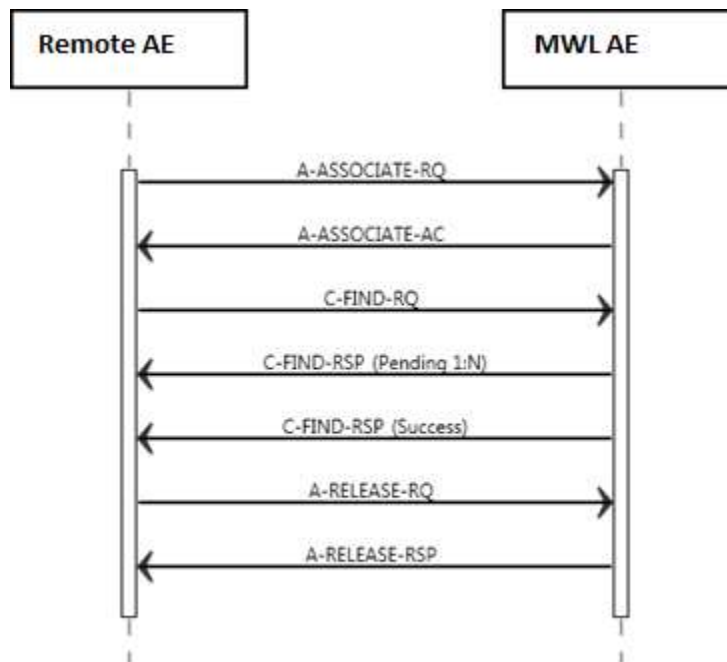 Remote AE
MWL AE
A-ASSOCIATE-RQ
A-ASSOCIATE-AC
C-FIND-RQ
C-FIND-RSP (Pending 1:N)
C-FIND-RSP (Success)
A-RELEASE-RQ
A-RELEASE-RSP